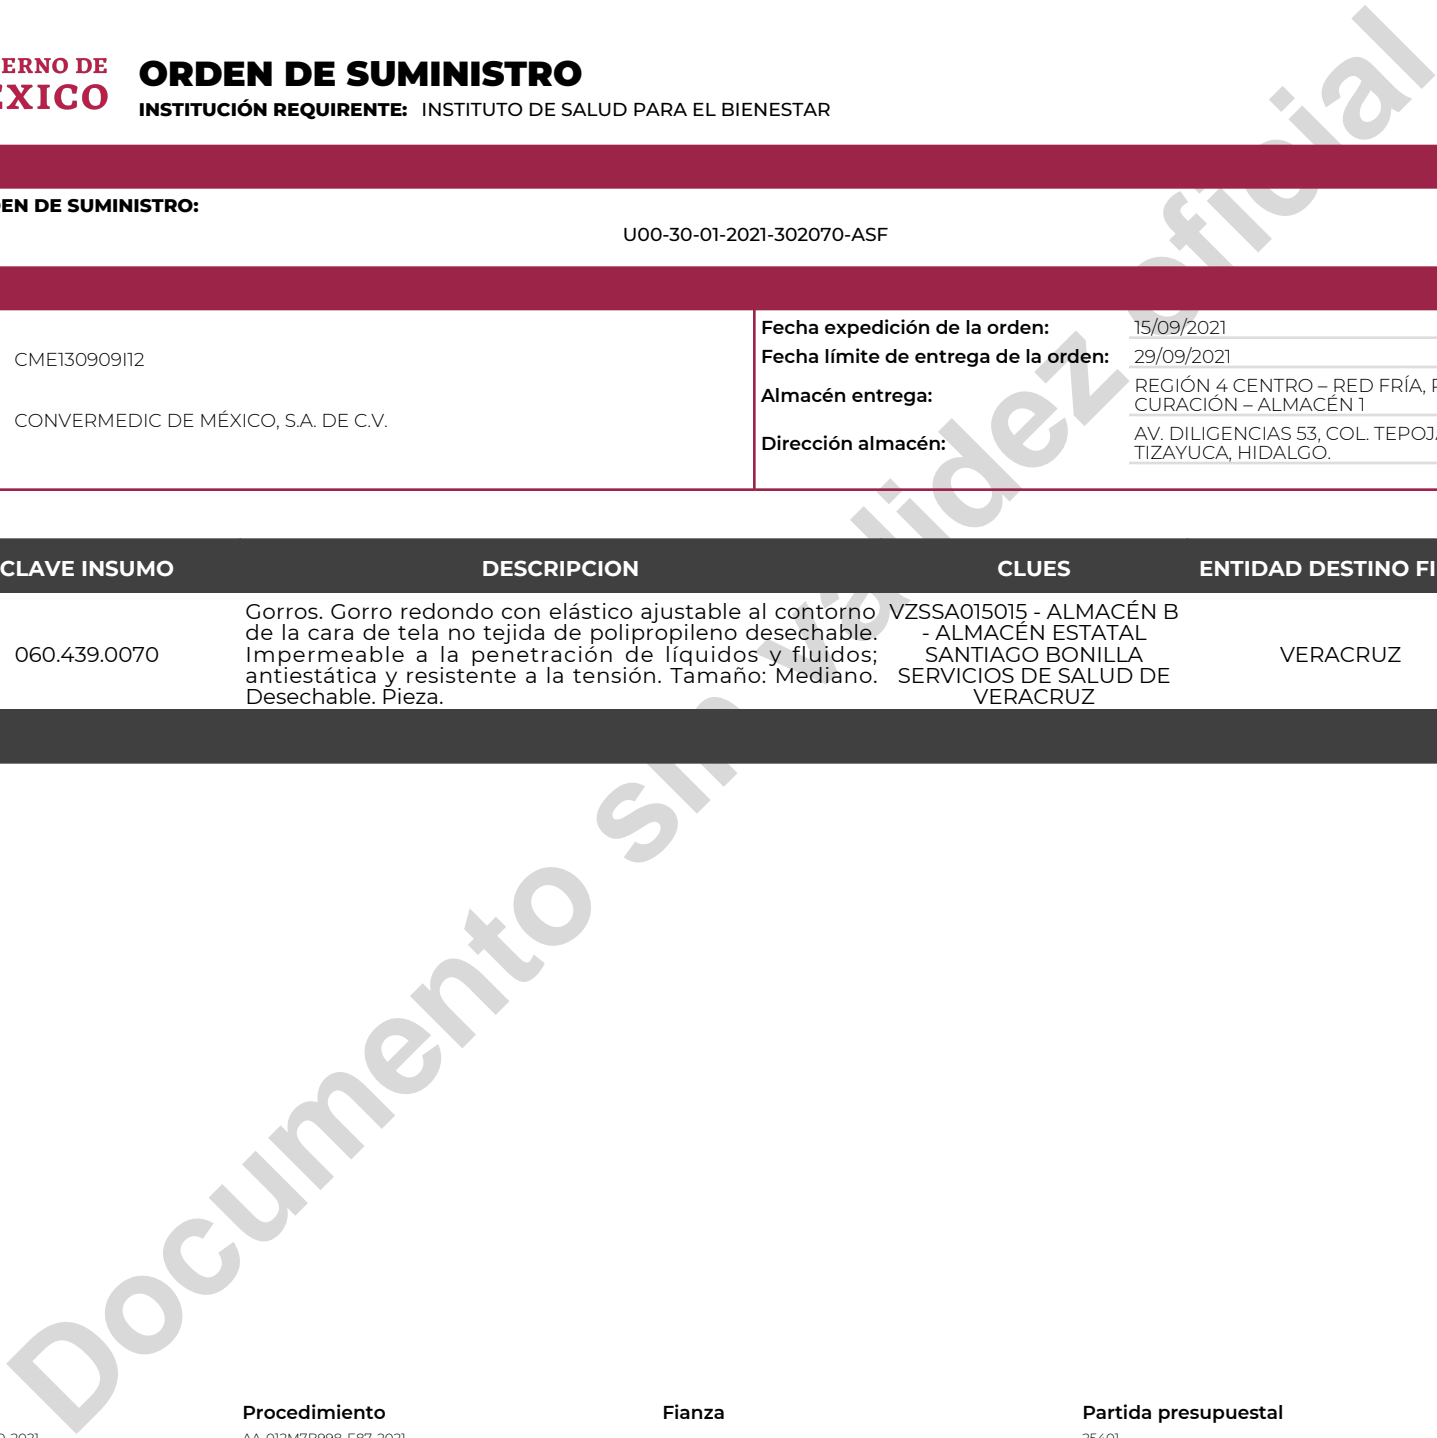 ERNO DE
EXICO
ORDEN DE SUMINISTRO
INSTITUCIÓN REQUIRENTE: INSTITUTO DE SALUD PARA EL BIENESTAR
EN DE SUMINISTRO:
U00-30-01-2021-302070-ASF
CME130909I12
CONVERMEDIC DE MÉXICO, S.A. DE C.V.
Fecha expedición de la orden: 15/09/2021
Fecha límite de entrega de la orden: 29/09/2021
Almacén entrega: REGIÓN 4 CENTRO – RED FRÍA,
CURACIÓN – ALMACÉN 1
Dirección almacén: AV. DILIGENCIAS 53, COL. TEPOJ
TIZAYUCA, HIDALGO.
CLAVE INSUMO DESCRIPCION CLUES ENTIDAD DESTINO FI
060.439.0070
Gorros. Gorro redondo con elástico ajustable al contorno
de la cara de tela no tejida de polipropileno desechable.
Impermeable a la penetración de líquidos y fluidos;
antiestática y resistente a la tensión. Tamaño: Mediano.
Desechable. Pieza.
VZSSA015015 - ALMACÉN B
- ALMACÉN ESTATAL
SANTIAGO BONILLA
SERVICIOS DE SALUD DE
VERACRUZ
VERACRUZ
Documento sin validez oficial
Procedimiento Fianza Partida presupuestal